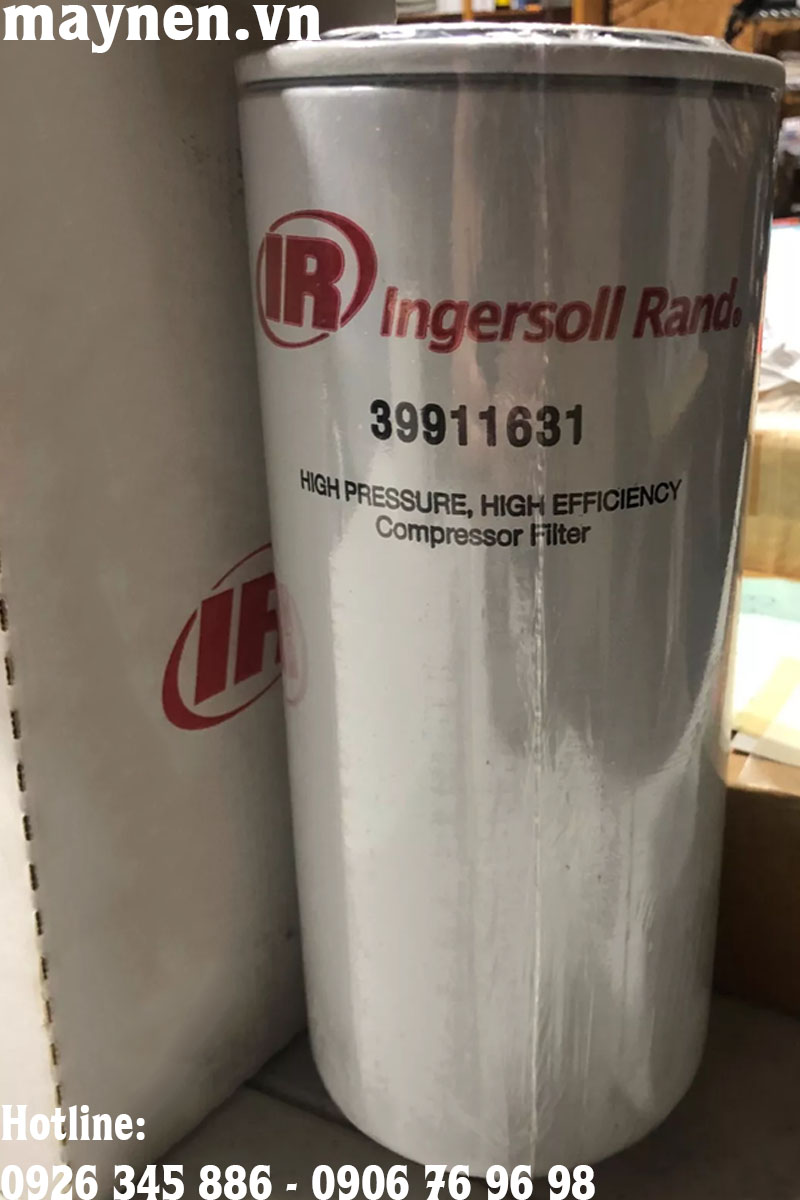 maynen.vn
IR Ingersoll Rand®
39911631
HIGH PRESSURE, HIGH EFFICIENCY
Compressor Filter
IR
Hotline:
0926 345 886 - 0906 76 96 98